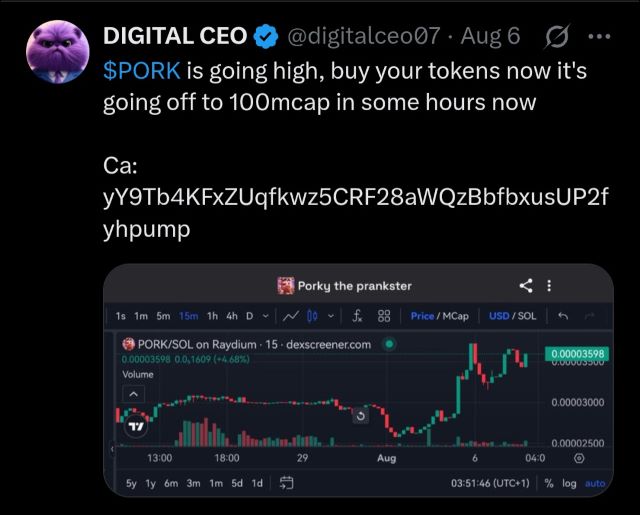 DIGITAL CEO @digitalceo07 · Aug 6
$PORK is going high, buy your tokens now it's
going off to 100mcap in some hours now
Ca:
yY9Tb4KFxZUqfkwz5CRF28aWQzBbfbxusUP2f
yhpump
Porky the prankster
1s 1m 5m 15m 1h 4h D Price / MCap USD / SOL
PORK/SOL on Raydium · 15 · dexscreener.com
0.00003598 0.0₅1609 (+4.68%)
Volume
0.00003598
0.00003500
0.00003000
0.00002500
13:00 18:00 29 Aug 6 04:0
5y 1y 6m 3m 1m 5d 1d 03:51:46 (UTC+1) % log auto